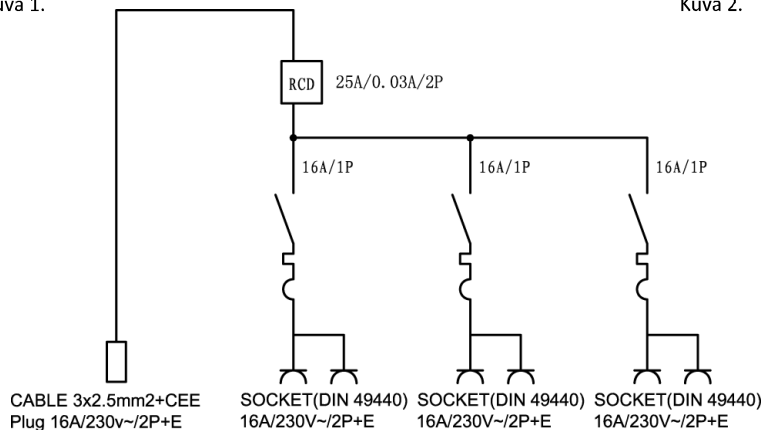 uva 1.
Kuva 2.
RCD
25A/0.03A/2P
16A/1P
16A/1P
16A/1P
CABLE 3x2.5mm2+CEE
Plug 16A/230v~/2P+E
SOCKET(DIN 49440)
16A/230V~/2P+E
SOCKET(DIN 49440)
16A/230V~/2P+E
SOCKET(DIN 49440)
16A/230V~/2P+E